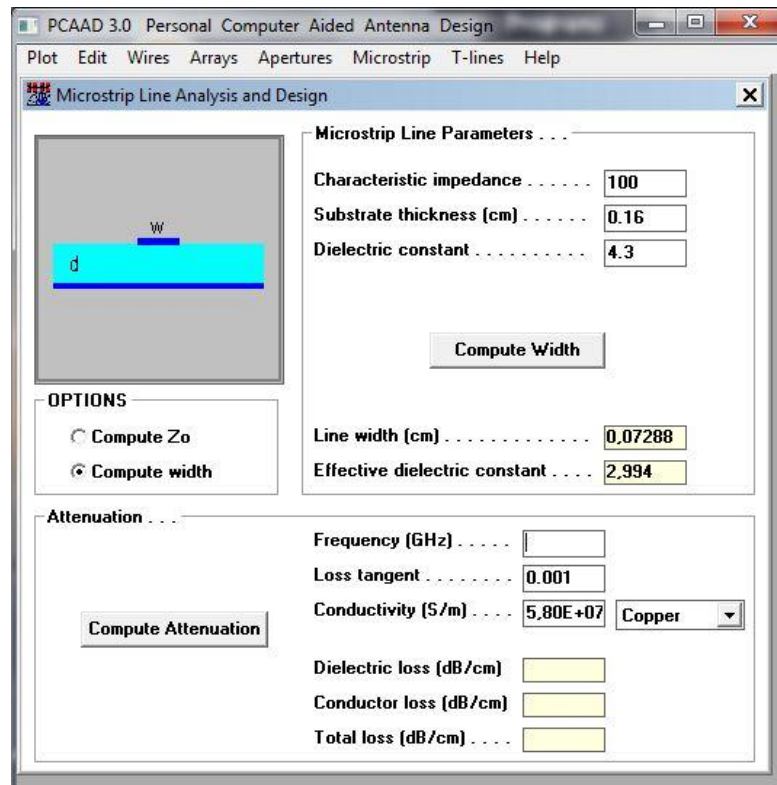 PCAAD 3.0 Personal Computer Aided Antenna Design
Plot Edit Wires Arrays Apertures Microstrip T-lines Help
Microstrip Line Analysis and Design
W
d
OPTIONS
Compute Zo
Compute width
Microstrip Line Parameters . . .
Characteristic impedance . . . . . . 100
Substrate thickness (cm) . . . . . . 0.16
Dielectric constant . . . . . . . . . . 4.3
Compute Width
Line width (cm) . . . . . . . . . . . . . 0,07288
Effective dielectric constant . . . . 2,994
Attenuation . . .
Compute Attenuation
Frequency (GHz) . . . . .
Loss tangent . . . . . . . . 0.001
Conductivity (S/m) . . . . 5,80E+07 Copper
Dielectric loss (dB/cm)
Conductor loss (dB/cm)
Total loss (dB/cm) . . . .